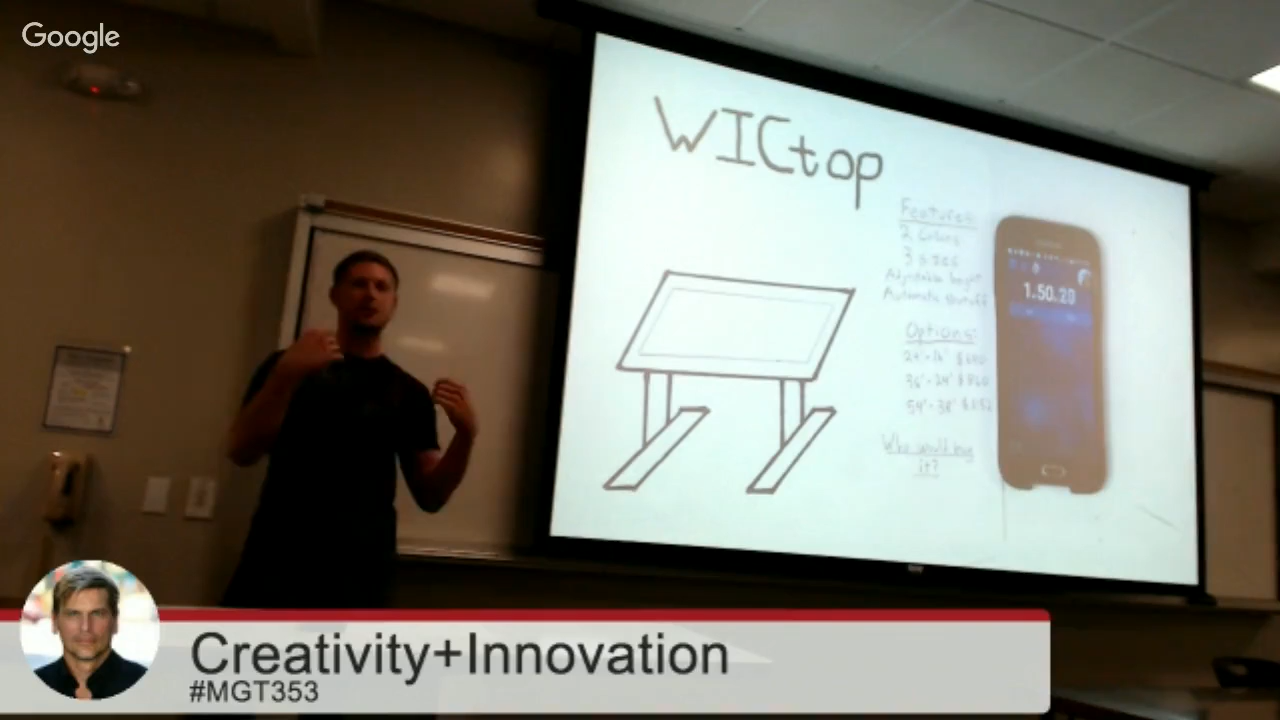 Google
WICtop
Features:
2 Colors
3 sizes
Adjustable height
Automatic shutoff
1.50.20
Options:
Who would buy
it?
Creativity+Innovation
#MGT353